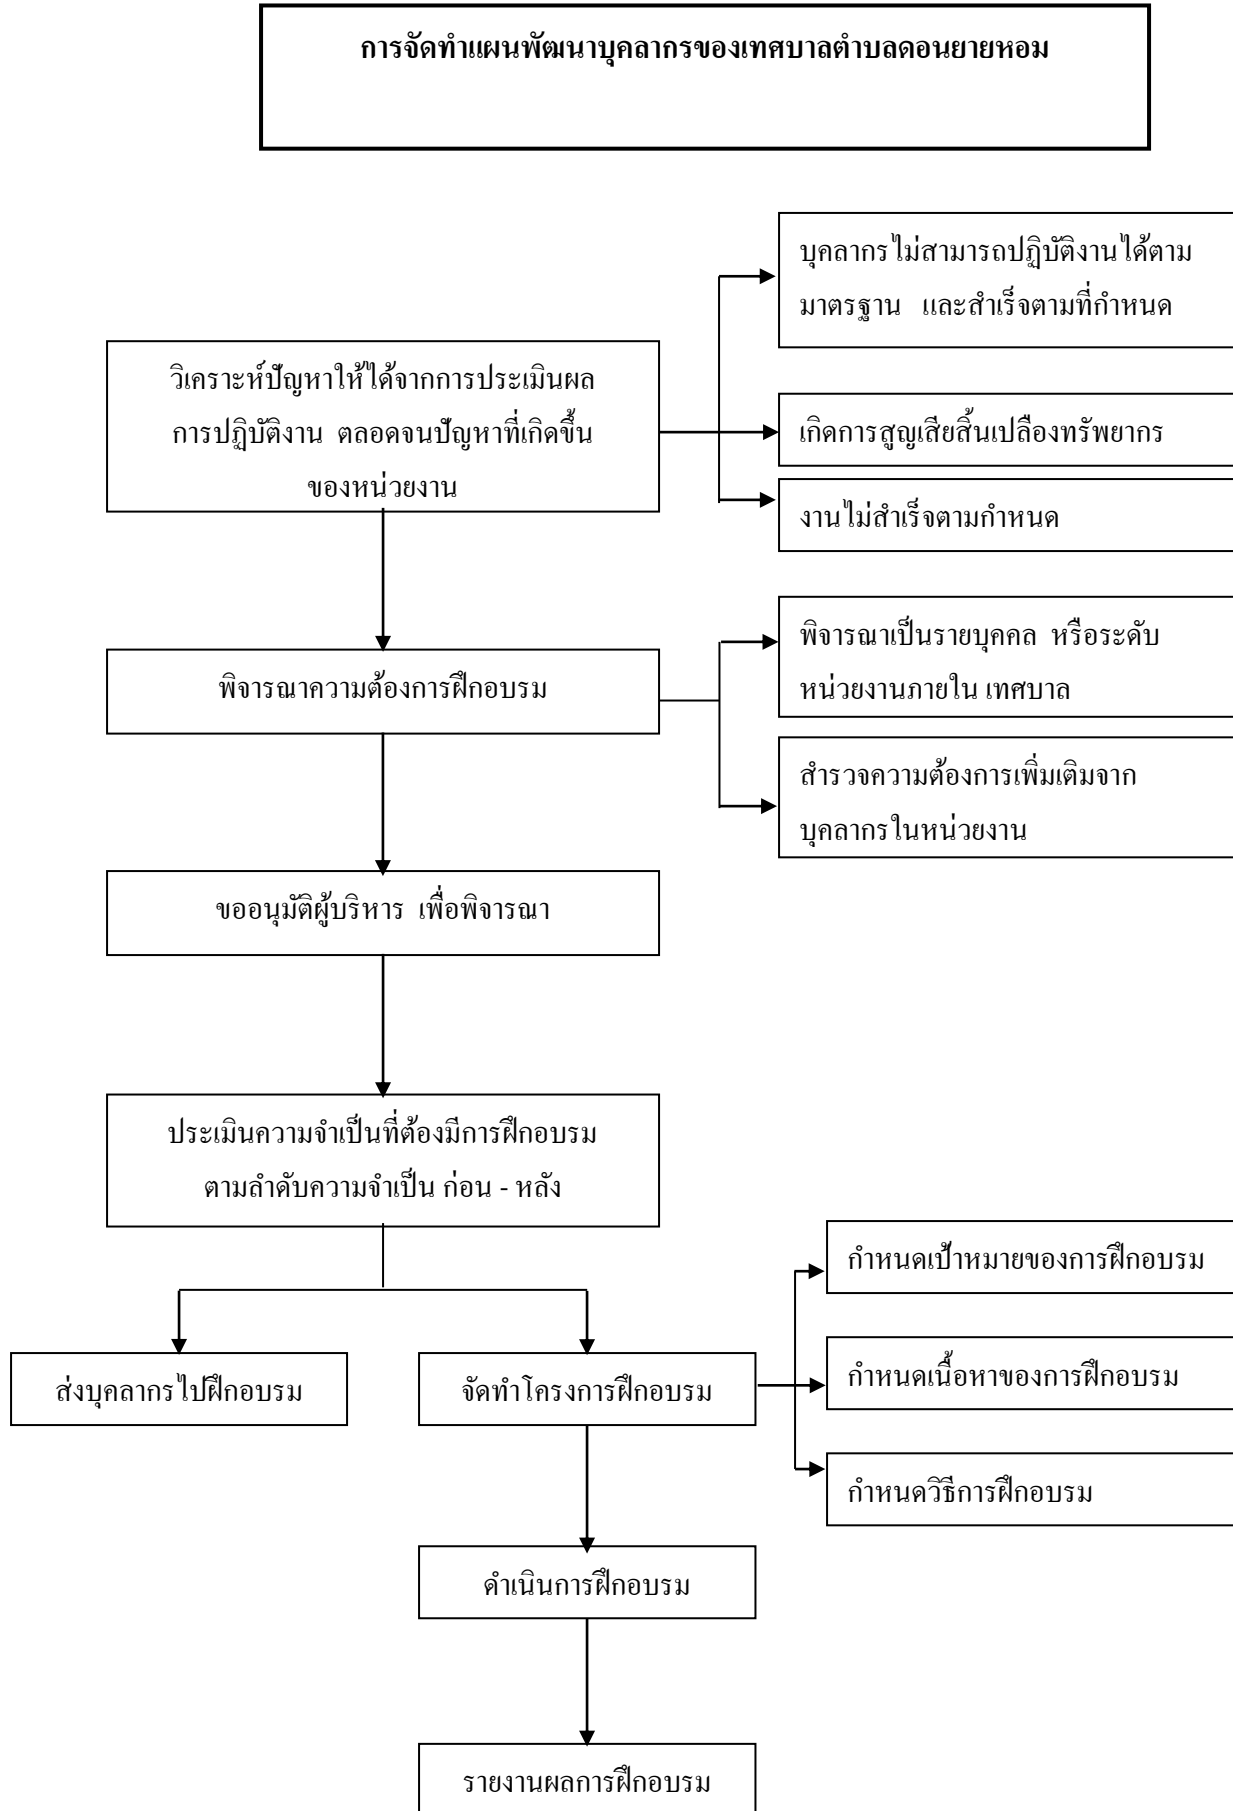 การจัดทำแผนพัฒนาบุคลากรของเทศบาลตำบลดอนยายหอม
บุคลากรไม่สามารถปฏิบัติงานได้ตาม
มาตรฐาน และสำเร็จตามที่กำหนด
วิเคราะห์ปัญหาให้ได้จากการประเมินผล
การปฏิบัติงาน ตลอดจนปัญหาที่เกิดขึ้น
ของหน่วยงาน
เกิดการสูญเสียสิ้นเปลืองทรัพยากร
งานไม่สำเร็จตามกำหนด
พิจารณาความต้องการฝึกอบรม
พิจารณาเป็นรายบุคคล หรือระดับ
หน่วยงานภายใน เทศบาล
สำรวจความต้องการเพิ่มเติมจาก
บุคลากรในหน่วยงาน
ขออนุมัติผู้บริหาร เพื่อพิจารณา
ประเมินความจำเป็นที่ต้องมีการฝึกอบรม
ตามลำดับความจำเป็น ก่อน - หลัง
กำหนดเป้าหมายของการฝึกอบรม
ส่งบุคลากรไปฝึกอบรม
จัดทำโครงการฝึกอบรม
กำหนดเนื้อหาของการฝึกอบรม
กำหนดวิธีการฝึกอบรม
ดำเนินการฝึกอบรม
รายงานผลการฝึกอบรม